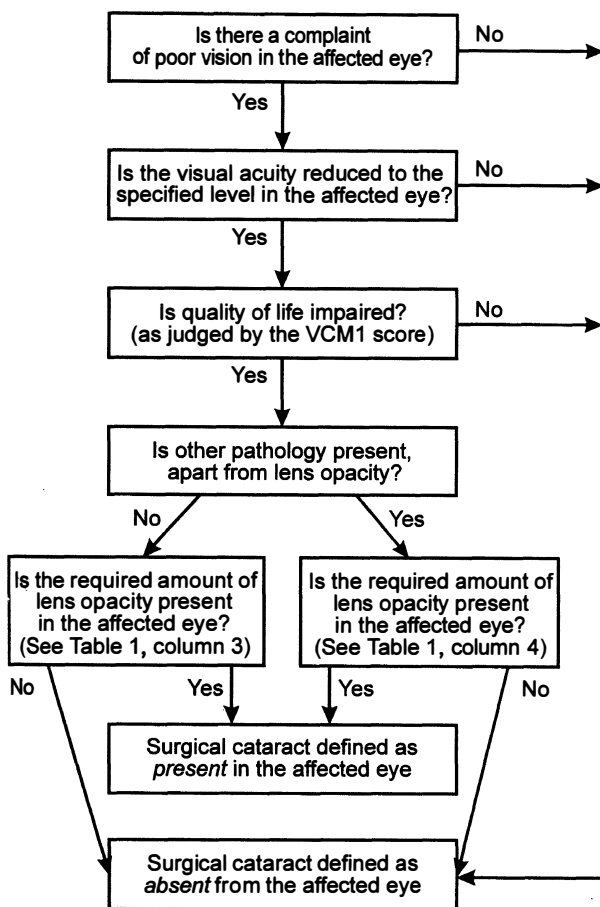 Is there a complaint
of poor vision in the affected eye?
No
Yes
Is the visual acuity reduced to the
specified level in the affected eye?
No
Yes
Is quality of life impaired?
(as judged by the VCM1 score)
No
Yes
Is other pathology present,
apart from lens opacity?
No
Yes
Is the required amount of
lens opacity present
in the affected eye?
(See Table 1, column 3)
Is the required amount of
lens opacity present
in the affected eye?
(See Table 1, column 4)
No
Yes
Yes
No
Surgical cataract defined as
present in the affected eye
Surgical cataract defined as
absent from the affected eye